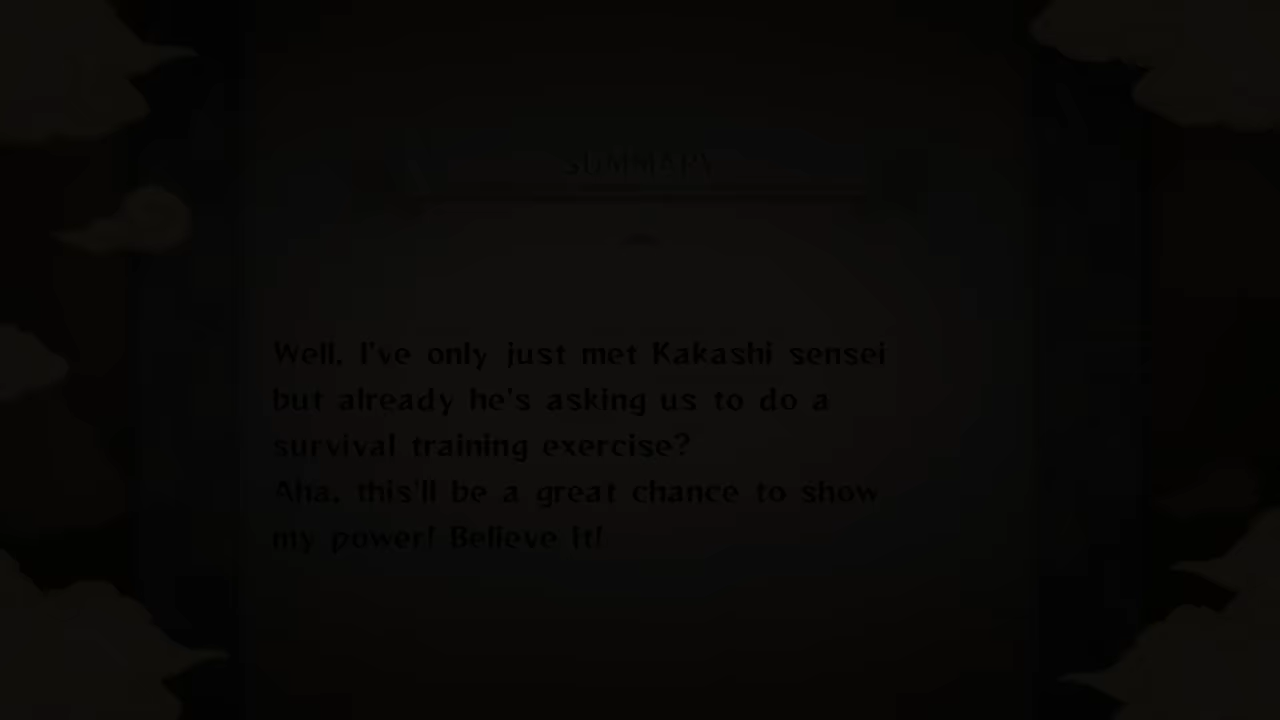 SUMMARY
Well, I've only just met Kakashi sensei
but already he's asking us to do a
survival training exercise?
Aha, this'll be a great chance to show
my power! Believe It!